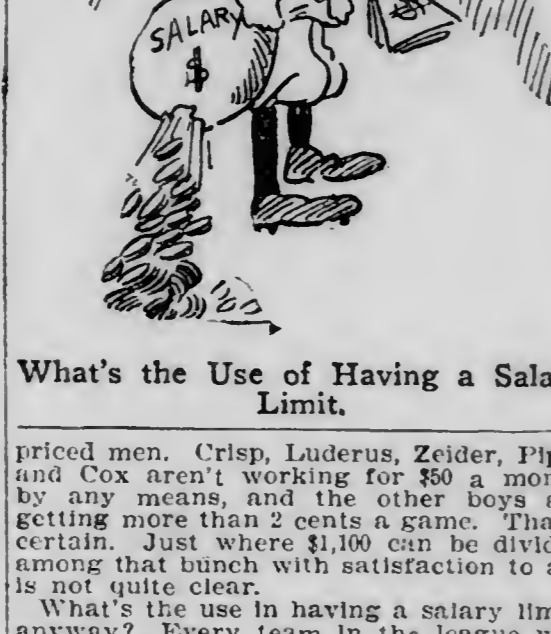 SALARY
$
$
What's the Use of Having a Sala
Limit.
priced men. Crisp, Luderus, Zeider, Pip
and Cox aren't working for $50 a mon
by any means, and the other boys a
getting more than 2 cents a game. Tha
certain. Just where $1,100 can be divid
among that bunch with satisfaction to a
is not quite clear.
What's the use in having a salary lim
anyway? Every team in the league